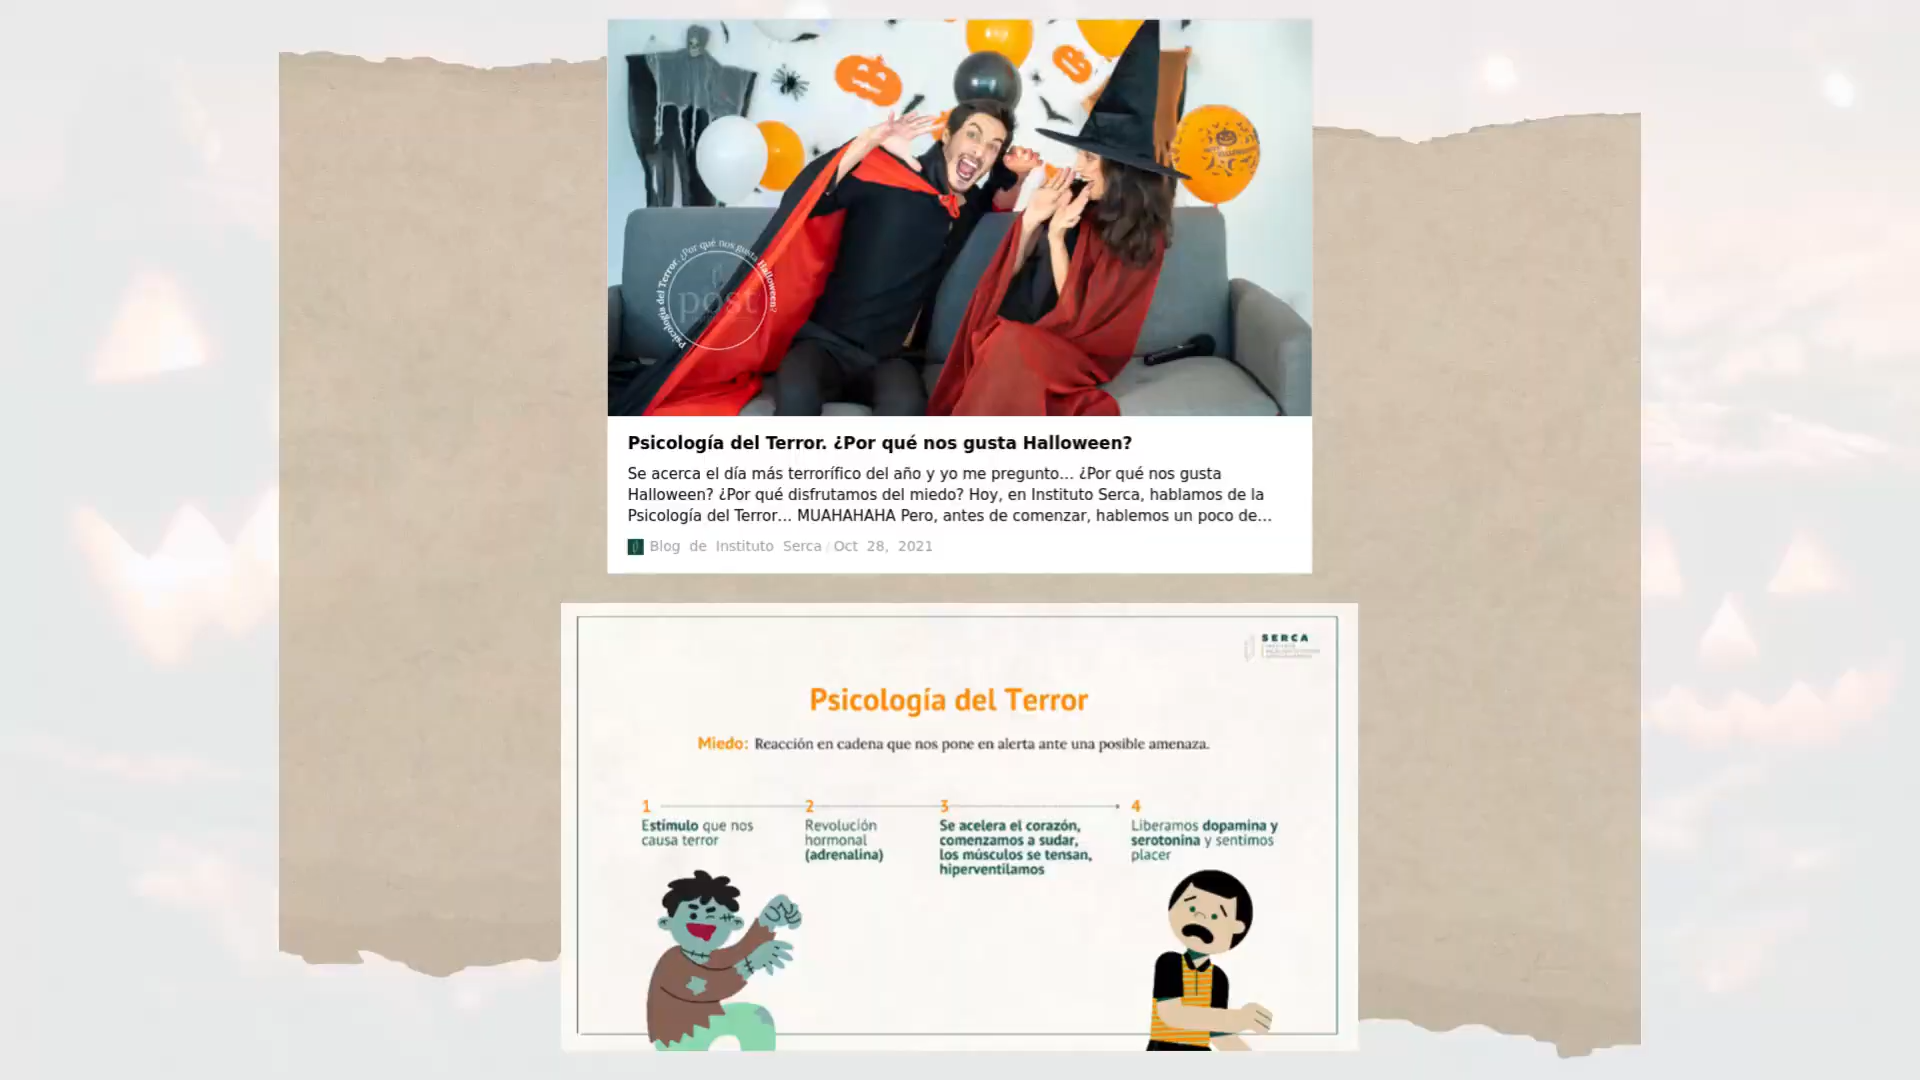 Psicología del Terror. ¿Por qué nos gusta Halloween?
post
Psicología del Terror. ¿Por qué nos gusta Halloween?
Se acerca el día más terrorífico del año y yo me pregunto... ¿Por qué nos gusta
Halloween? ¿Por qué disfrutamos del miedo? Hoy, en Instituto Serca, hablamos de la
Psicología del Terror... MUAHAHAHA Pero, antes de comenzar, hablemos un poco de...
Blog de Instituto Serca / Oct 28, 2021
SERCA
Psicología del Terror
Miedo: Reacción en cadena que nos pone en alerta ante una posible amenaza.
1
Estímulo que nos
causa terror
2
Revolución
hormonal
(adrenalina)
3
Se acelera el corazón,
comenzamos a sudar,
los músculos se tensan,
hiperventilamos
4
Liberamos dopamina y
serotonina y sentimos
placer